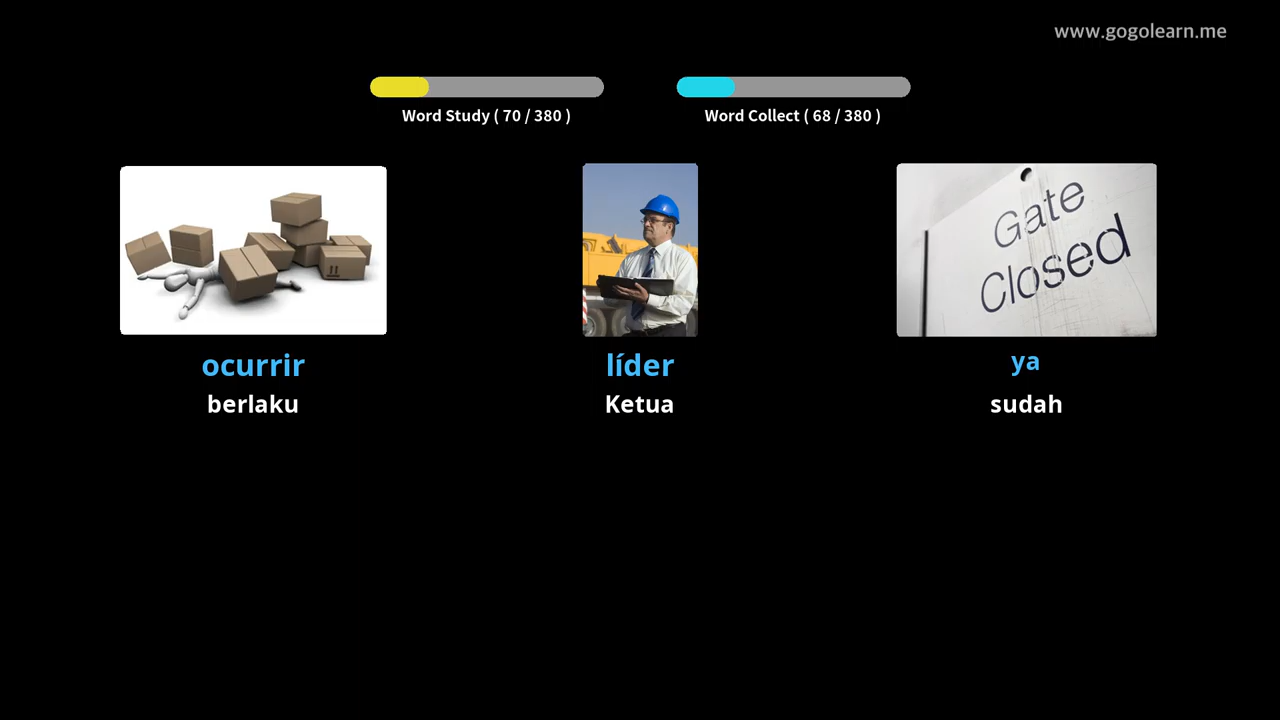 www.gogolearn.me
Word Study ( 70 / 380 )
Word Collect ( 68 / 380 )
Gate
Closed
ocurrir
líder
ya
berlaku
Ketua
sudah